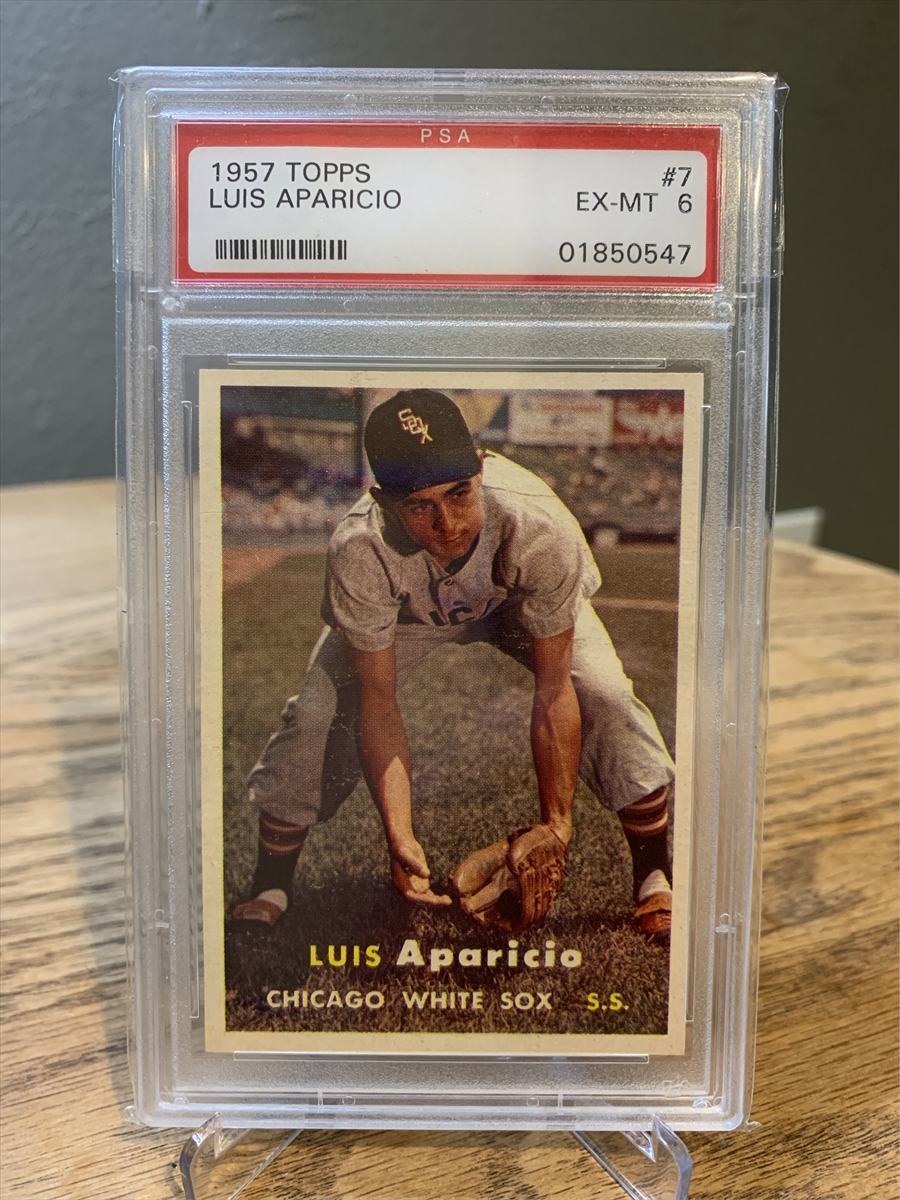 PSA
1957 TOPPS #7
LUIS APARICIO EX-MT 6
01850547
SOX
LUIS Aparicio
CHICAGO WHITE SOX S.S.